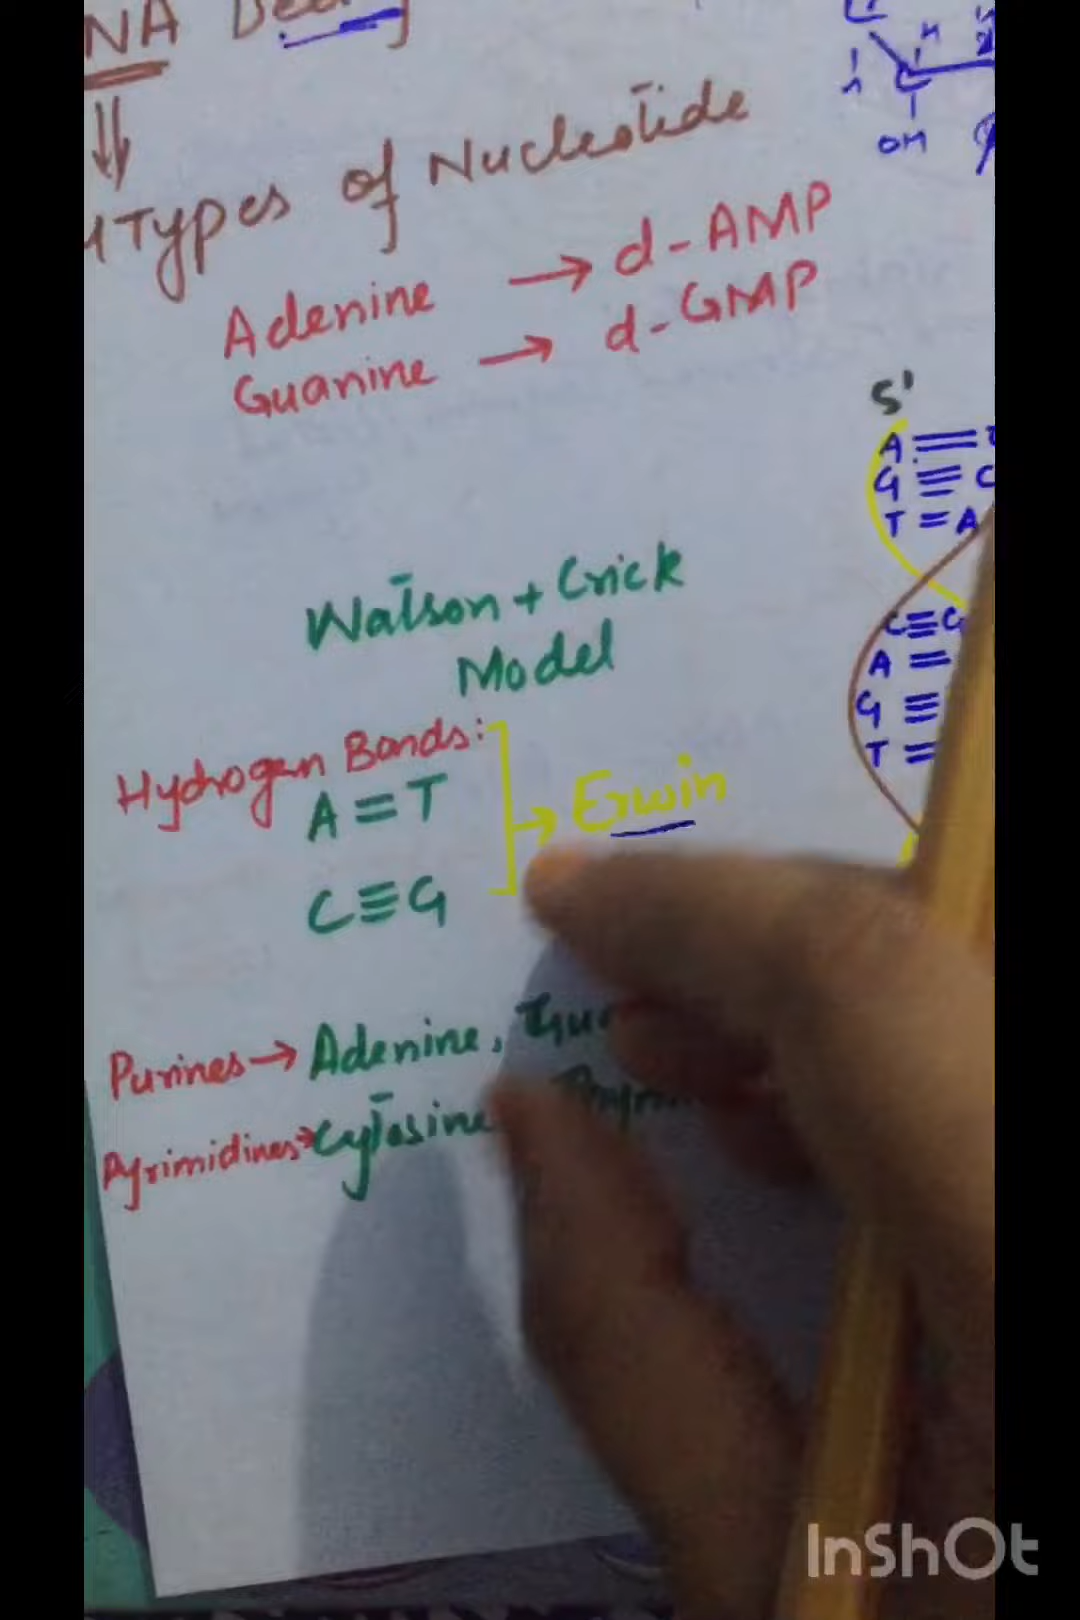 NA
Types of Nucleotide
Adenine → d-AMP
Guanine → d-GMP
Watson + Crick
Model
Hydrogen Bonds:
A = T
C ≡ G
→ Erwin
Purines → Adenine,
Pyrimidines → Cytosine
H
OH
5'
A
G ≡ C
T = A
C ≡ G
A =
G ≡
T =
InShOt